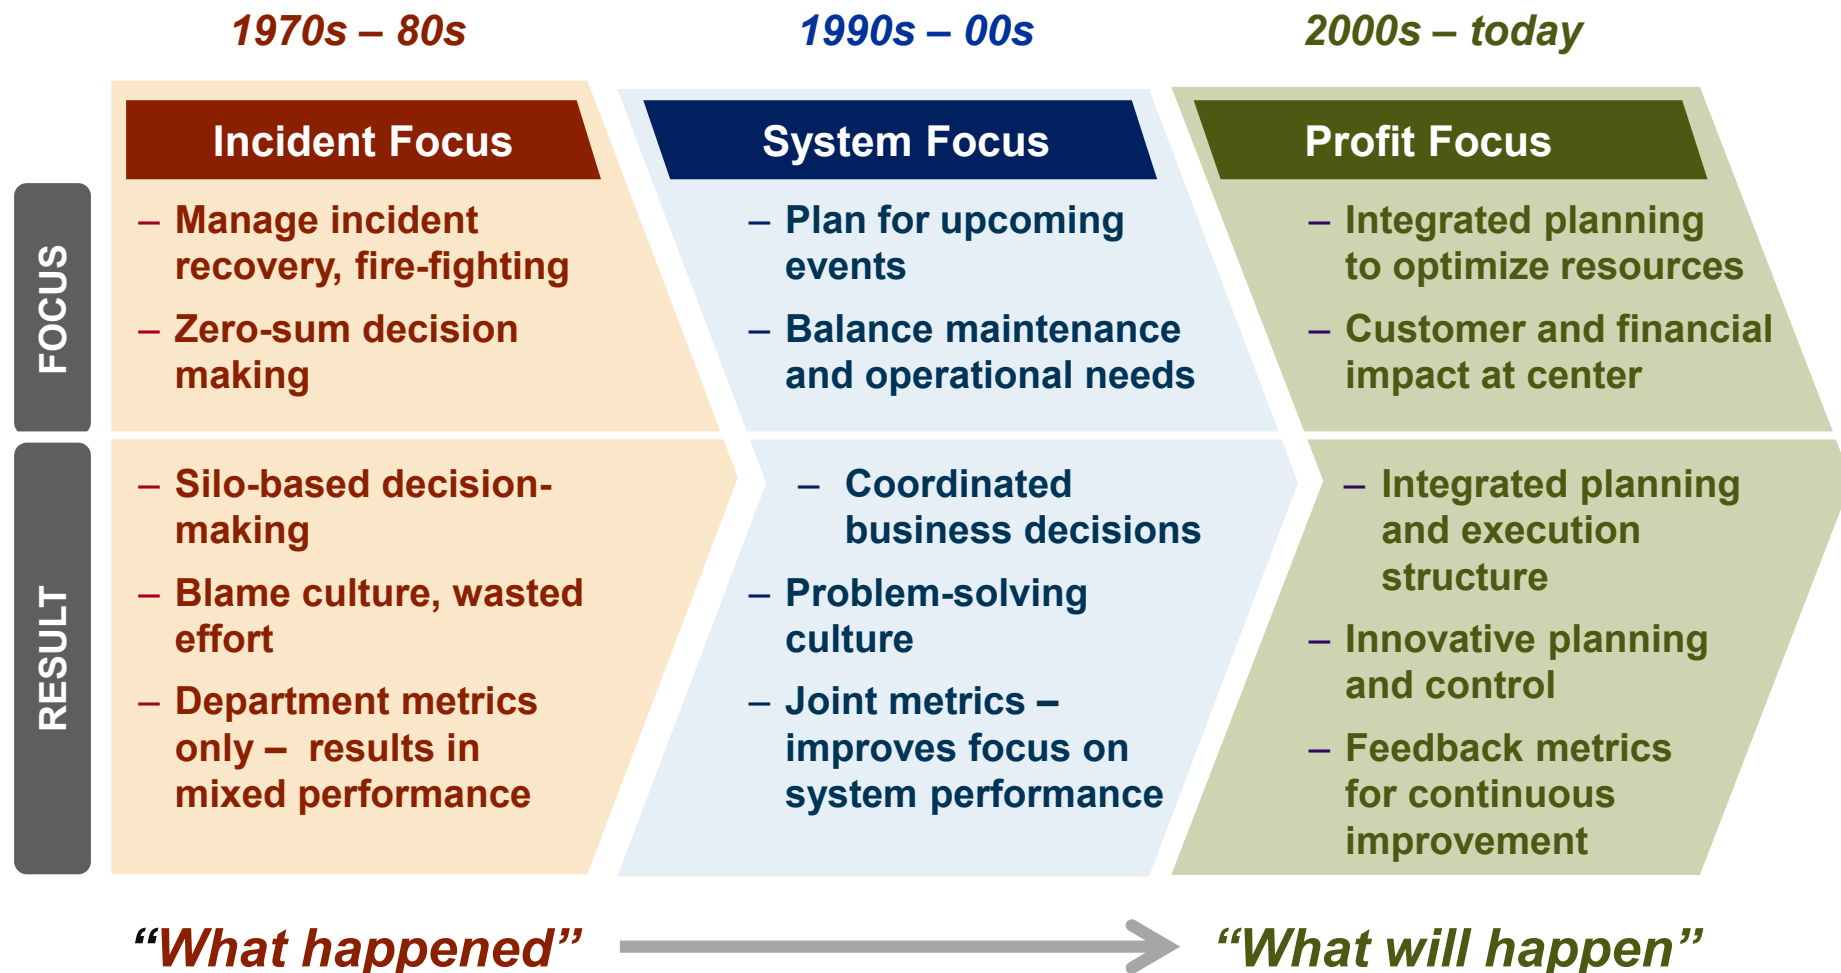 1970s – 80s
1990s – 00s
2000s – today
Incident Focus
System Focus
Profit Focus
FOCUS
– Manage incident
recovery, fire-fighting
– Zero-sum decision
making
– Plan for upcoming
events
– Balance maintenance
and operational needs
– Integrated planning
to optimize resources
– Customer and financial
impact at center
RESULT
– Silo-based decision-
making
– Blame culture, wasted
effort
– Department metrics
only – results in
mixed performance
– Coordinated
business decisions
– Problem-solving
culture
– Joint metrics –
improves focus on
system performance
– Integrated planning
and execution
structure
– Innovative planning
and control
– Feedback metrics
for continuous
improvement
“What happened”
“What will happen”